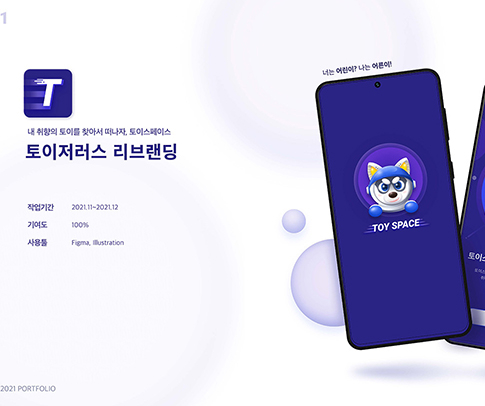 1
너는 어린이? 나는 어른이!
T
내 취향의 토이를 찾아서 떠나자, 토이스페이스
토이저러스 리브랜딩
작업기간 2021.11~2021.12
기여도 100%
사용툴 Figma, Illustration
TOY SPACE
토이스
2021 PORTFOLIO